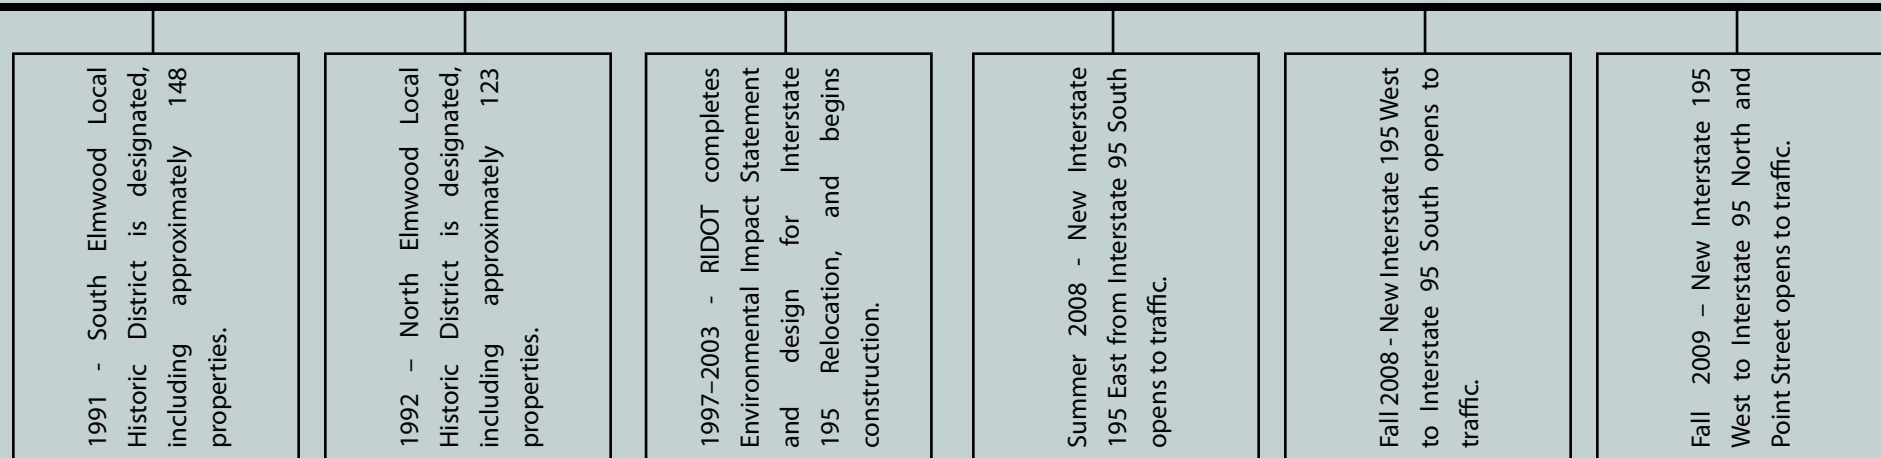 1991 - South Elmwood Local
Historic District is designated,
including approximately 148
properties.
1992 – North Elmwood Local
Historic District is designated,
including approximately 123
properties.
1997–2003 - RIDOT completes
Environmental Impact Statement
and design for Interstate
195 Relocation, and begins
construction.
Summer 2008 - New Interstate
195 East from Interstate 95 South
opens to traffic.
Fall 2008 - New Interstate 195 West
to Interstate 95 South opens to
traffic.
Fall 2009 – New Interstate 195
West to Interstate 95 North and
Point Street opens to traffic.